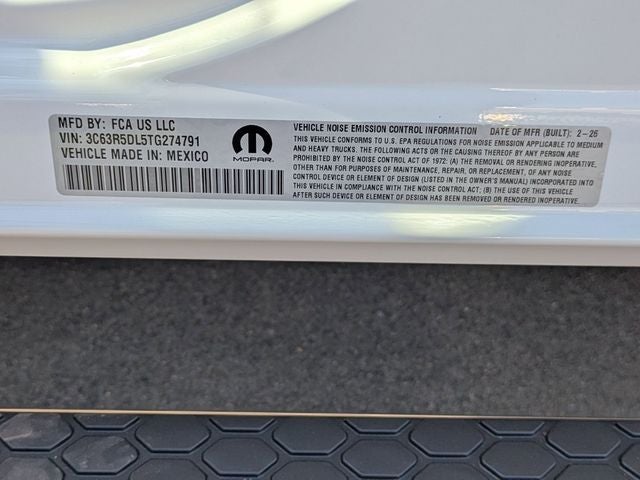 MFD BY: FCA US LLC
VIN: 3C63R5DL5TG274791
VEHICLE MADE IN: MEXICO
MOPAR
VEHICLE NOISE EMISSION CONTROL INFORMATION DATE OF MFR (BUILT): 2-26
THIS VEHICLE CONFORMS TO U.S. EPA REGULATIONS FOR NOISE EMISSION APPLICABLE TO MEDIUM
AND HEAVY TRUCKS. THE FOLLOWING ACTS OR THE CAUSING THEREOF BY ANY PERSON ARE
PROHIBITED BY THE NOISE CONTROL ACT OF 1972: (A) THE REMOVAL OR RENDERING INOPERATIVE,
OTHER THAN FOR PURPOSES OF MAINTENANCE, REPAIR, OR REPLACEMENT, OF ANY NOISE
CONTROL DEVICE OR ELEMENT OF DESIGN (LISTED IN THE OWNER'S MANUAL) INCORPORATED INTO
THIS VEHICLE IN COMPLIANCE WITH THE NOISE CONTROL ACT; (B) THE USE OF THIS VEHICLE
AFTER SUCH DEVICE OR ELEMENT OF DESIGN HAS BEEN REMOVED OR RENDERED INOPERATIVE.